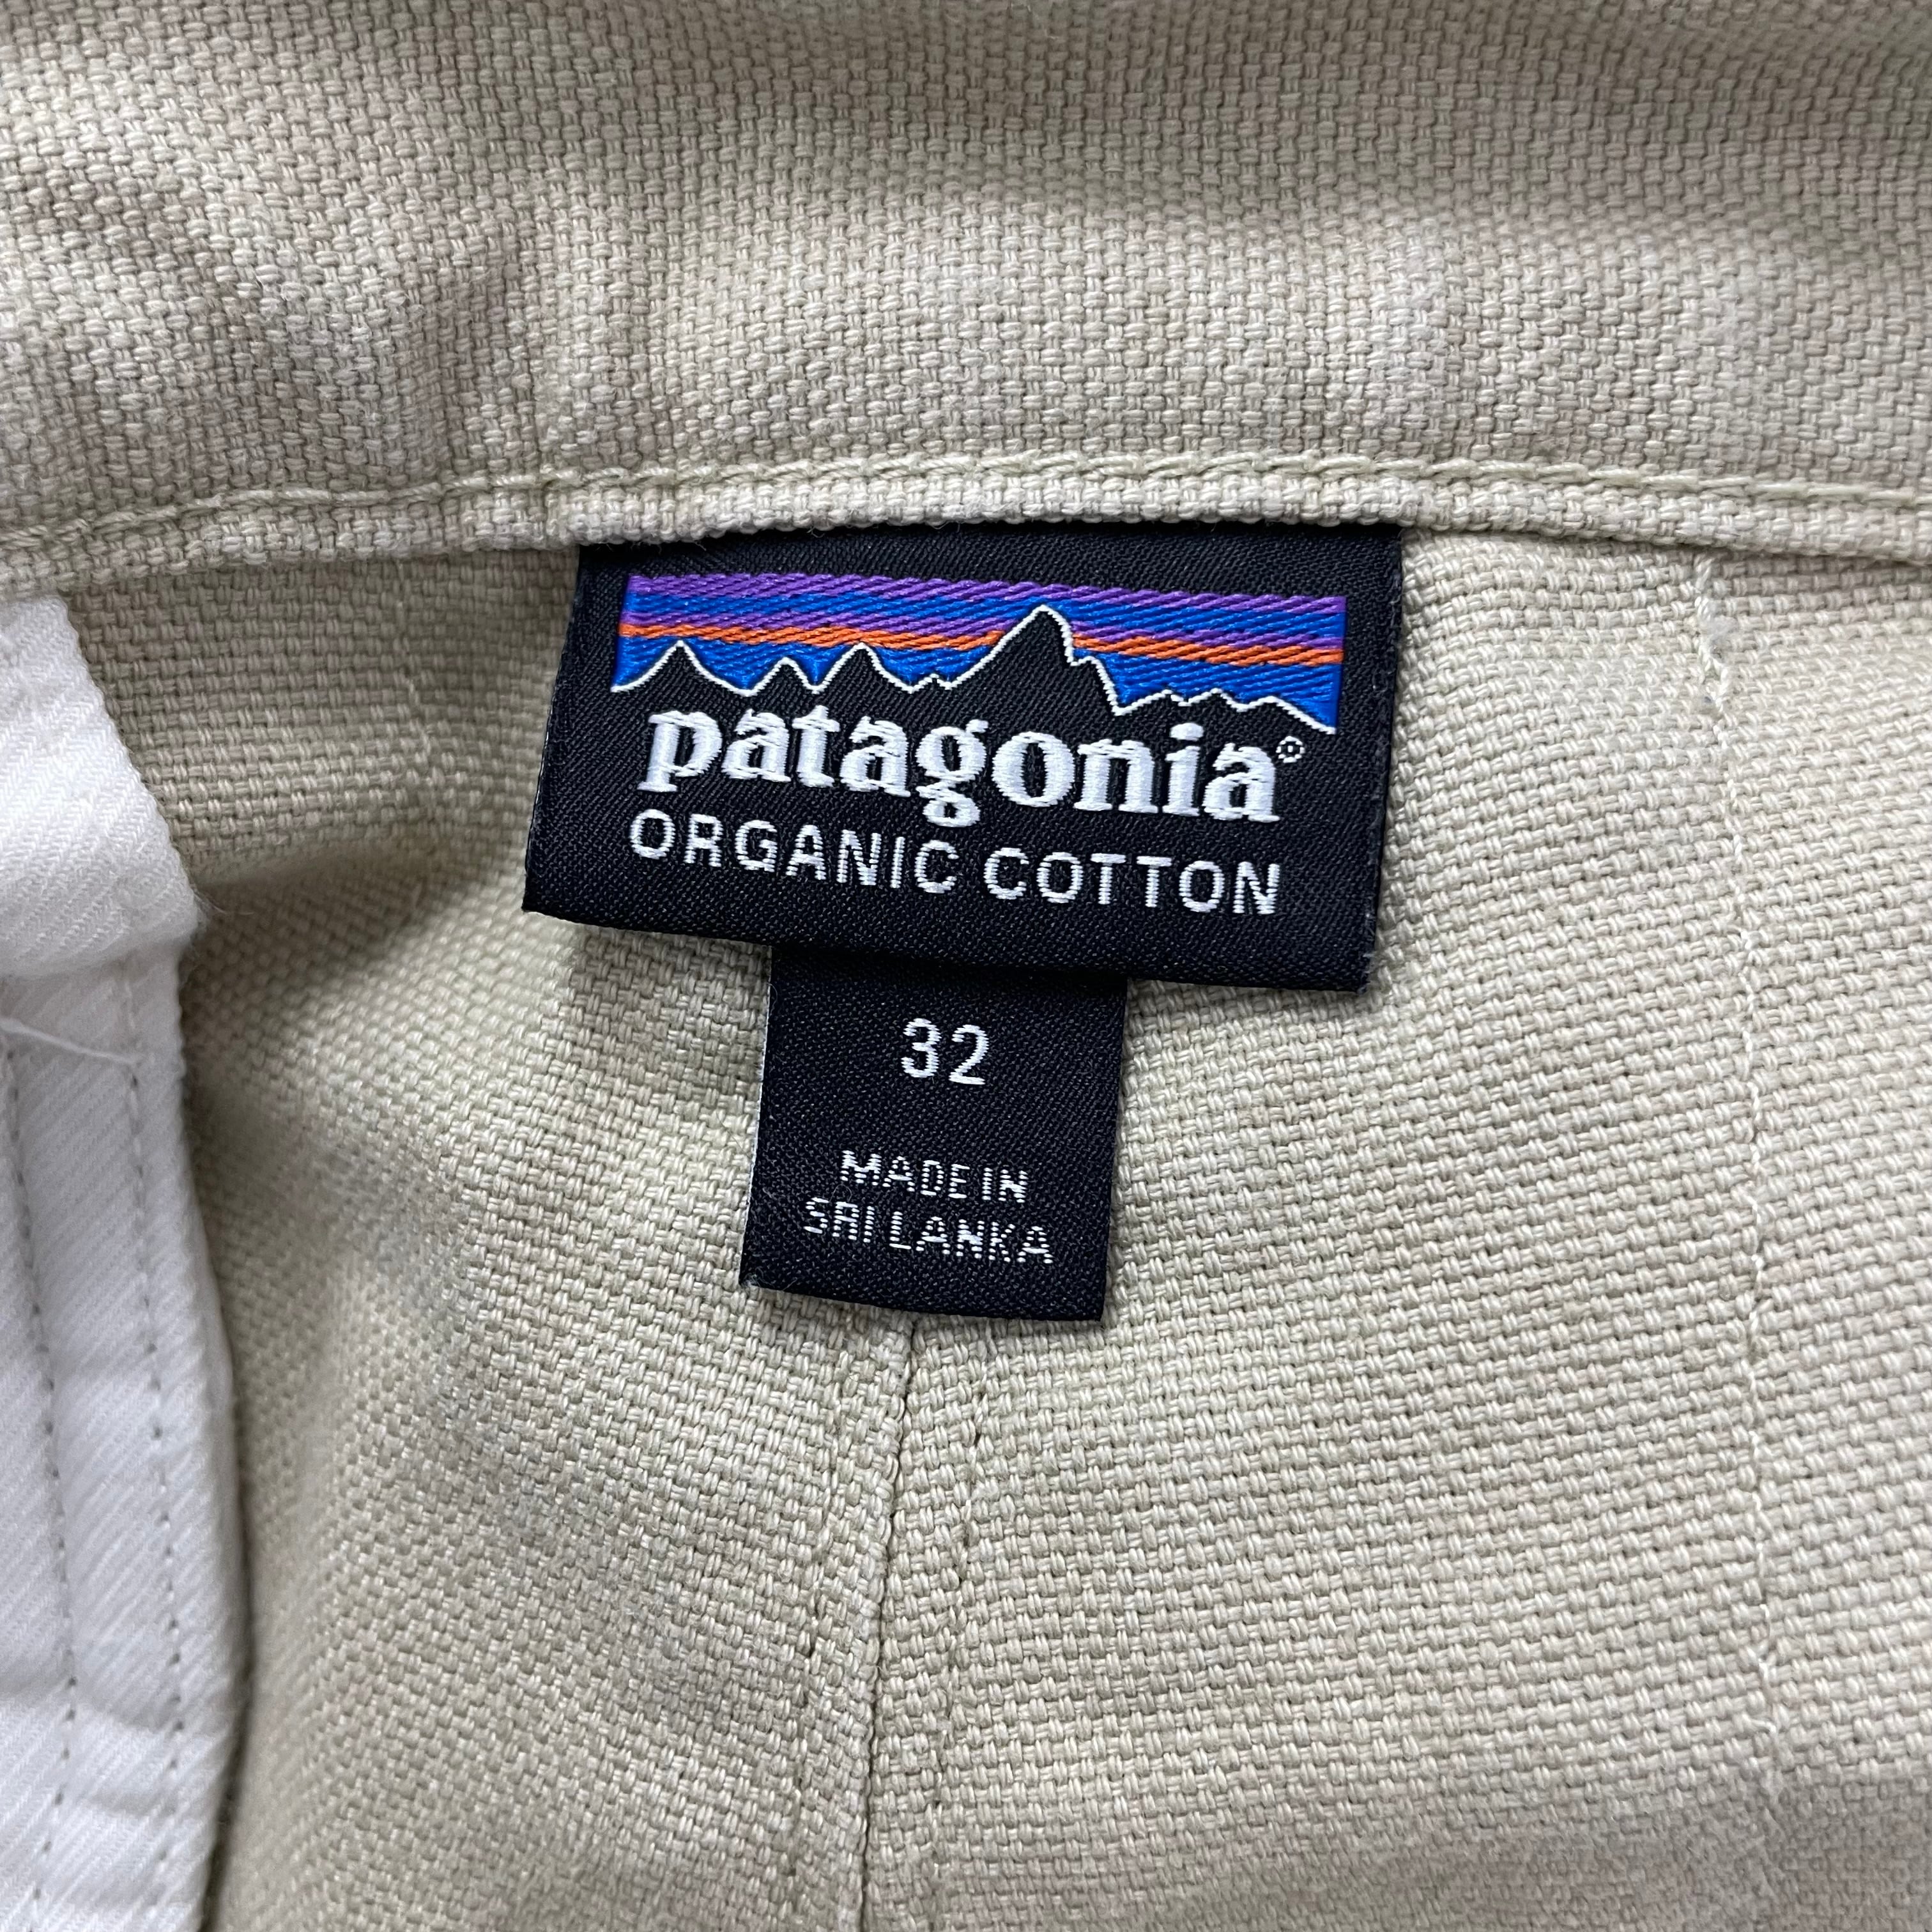 patagonia®
ORGANIC COTTON
32
MADE IN
SRI LANKA